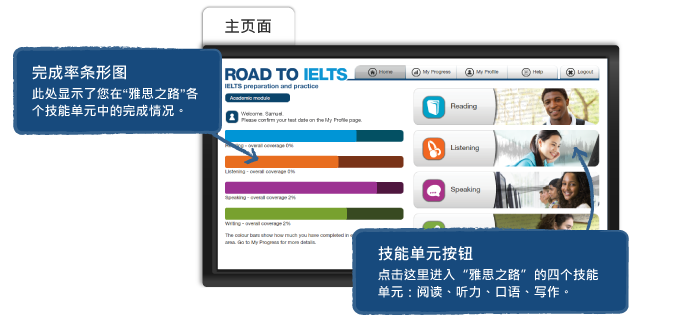 主页面
完成率条形图
此处显示了您在“雅思之路”各
个技能单元中的完成情况。
ROAD TO IELTS
IELTS preparation and practice
Home
My Progress
My Profile
Help
Logout
Academic module
Welcome, Samuel.
Please confirm your test date on the My Profile page.
- overall coverage 0%
Listening - overall coverage 0%
Speaking - overall coverage 2%
Writing - overall coverage 2%
The colour bars show how much you have completed in
area. Go to My Progress for more details.
Reading
Listening
Speaking
技能单元按钮
点击这里进入“雅思之路”的四个技能
单元：阅读、听力、口语、写作。